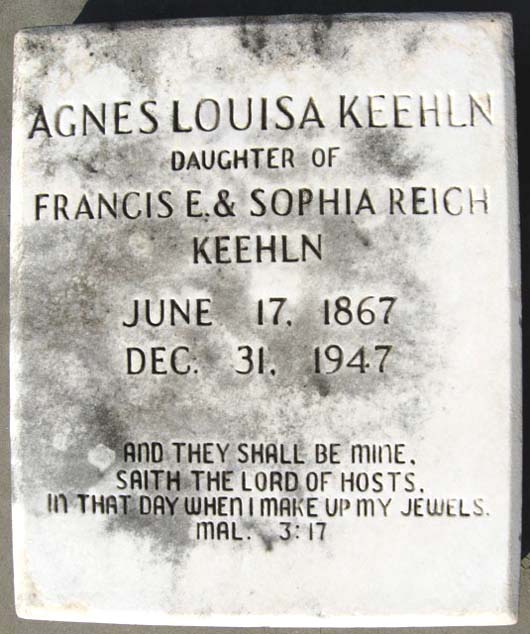 AGNES LOUISA KEEHLN
DAUGHTER OF
FRANCIS E. & SOPHIA REICH
KEEHLN
JUNE 17, 1867
DEC. 31, 1947
AND THEY SHALL BE MINE,
SAITH THE LORD OF HOSTS,
IN THAT DAY WHEN I MAKE UP MY JEWELS.
MAL. 3:17